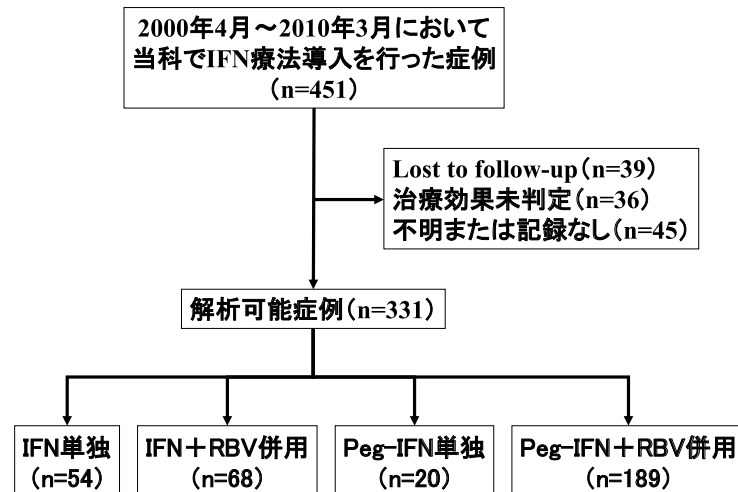 2000年4月～2010年3月において
当科でIFN療法導入を行った症例
（n=451）
Lost to follow-up（n=39）
治療効果未判定（n=36）
不明または記録なし（n=45）
解析可能症例（n=331）
IFN単独
（n=54）
IFN＋RBV併用
（n=68）
Peg-IFN単独
（n=20）
Peg-IFN＋RBV併用
（n=189）